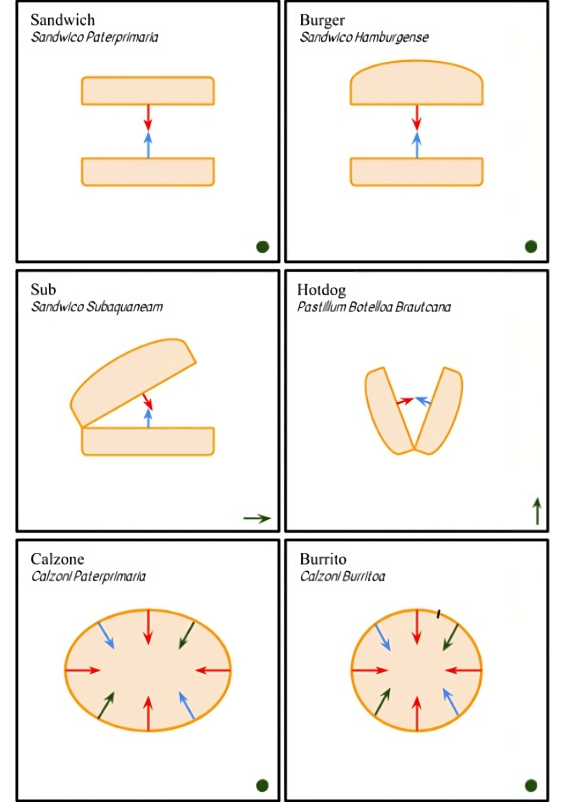 Sandwich
Sandwico Paterprimaria
Burger
Sandwico Hamburgense
Sub
Sandwico Subaquaneam
Hotdog
Pastillum Botelloa Brautcana
Calzone
Calzoni Paterprimaria
Burrito
Calzoni Burritoa